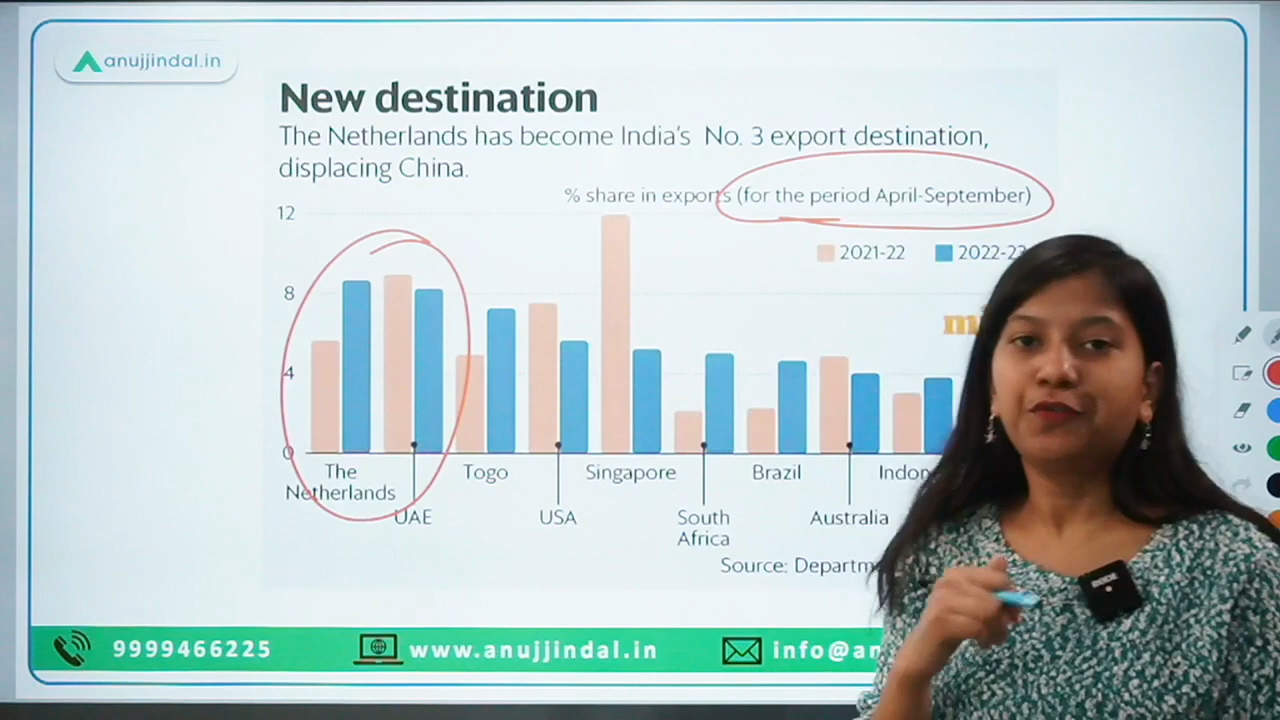 anujjindal.in
New destination
The Netherlands has become India's No. 3 export destination,
displacing China.
% share in exports (for the period April-September)
12
8
4
0
2021-22
2022-23
The
Netherlands
UAE
Togo
USA
Singapore
South
Africa
Brazil
Australia
Source:
9999466225
www.anujjindal.in
RODE